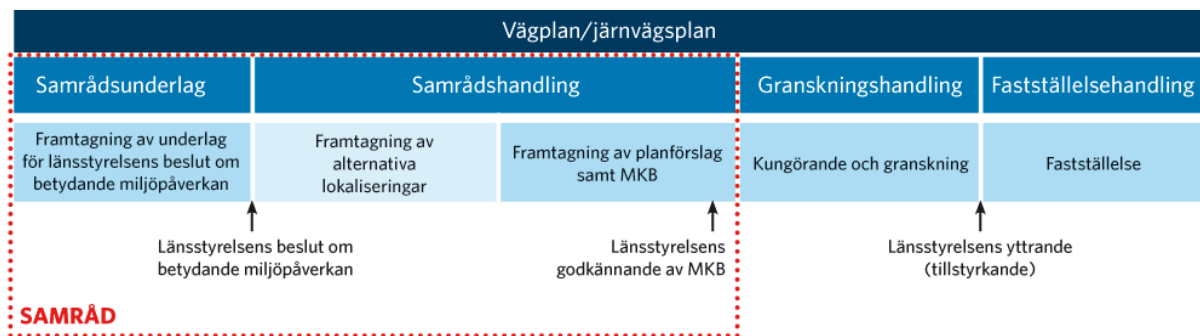 Vägplan/järnvägsplan
Samrådsunderlag
Samrådshandling
Granskningshandling
Fastställelsehandling
Framtagning av underlag
för länsstyrelsens beslut om
betydande miljöpåverkan
Framtagning av
alternativa
lokaliseringar
Framtagning av planförslag
samt MKB
Kungörande och granskning
Fastställelse
Länsstyrelsens beslut om
betydande miljöpåverkan
Länsstyrelsens
godkännande av MKB
Länsstyrelsens yttrande
(tillstyrkande)
SAMRÅD